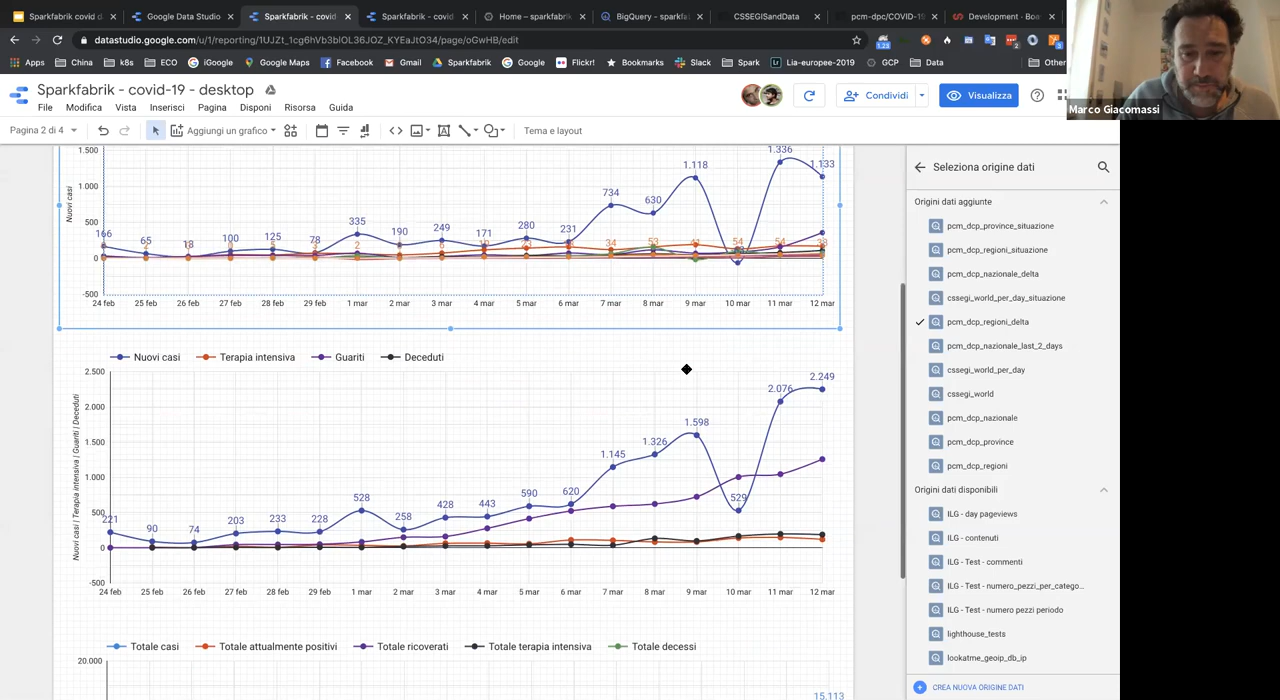 Sparkfabrik covid d
Google Data Studio
Sparkfabrik - covid
Sparkfabrik - covid
Home – sparkfabrik
BigQuery – sparkfa
CSSEGISandData
pcm-dpc/COVID-19
Development · Boa
datastudio.google.com/u/1/reporting/1UJZt_1cg6hVb3blOL36JOZ_KYEaJtO34/page/oGwHB/edit
Apps
China
k8s
ECO
iGoogle
Google Maps
Facebook
Gmail
Sparkfabrik
Google
Flickr!
Bookmarks
Slack
Spark
Lia-europee-2019
GCP
Data
Other
Marco Giacomassi
Sparkfabrik - covid-19 - desktop
File Modifica Vista Inserisci Pagina Disponi Risorsa Guida
Condividi
Visualizza
Pagina 2 di 4
Aggiungi un grafico
Tema e layout
Nuovi casi
1.500
1.000
500
0
-500
166 65 18 100 125 78 335 190 249 171 280 231 734 630 1.118 1.336 1.133
24 feb 25 feb 26 feb 27 feb 28 feb 29 feb 1 mar 2 mar 3 mar 4 mar 5 mar 6 mar 7 mar 8 mar 9 mar 10 mar 11 mar 12 mar
Nuovi casi Terapia intensiva Guariti Deceduti
Nuovi casi | Terapia intensiva | Guariti | Deceduti
2.500
2.000
1.500
1.000
500
0
-500
221 90 74 203 233 228 528 258 428 443 590 620 1.145 1.326 1.598 529 2.076 2.249
24 feb 25 feb 26 feb 27 feb 28 feb 29 feb 1 mar 2 mar 3 mar 4 mar 5 mar 6 mar 7 mar 8 mar 9 mar 10 mar 11 mar 12 mar
Totale casi Totale attualmente positivi Totale ricoverati Totale terapia intensiva Totale decessi
20.000
15.113
Seleziona origine dati
Origini dati aggiunte
pcm_dcp_province_situazione
pcm_dcp_regioni_situazione
pcm_dcp_nazionale_delta
cssegi_world_per_day_situazione
pcm_dcp_regioni_delta
pcm_dcp_nazionale_last_2_days
cssegi_world_per_day
cssegi_world
pcm_dcp_nazionale
pcm_dcp_province
pcm_dcp_regioni
Origini dati disponibili
ILG - day pageviews
ILG - contenuti
ILG - Test - commenti
ILG - Test - numero_pezzi_per_catego...
ILG - Test - numero pezzi periodo
lighthouse_tests
lookatme_geoip_db_ip
CREA NUOVA ORIGINE DATI